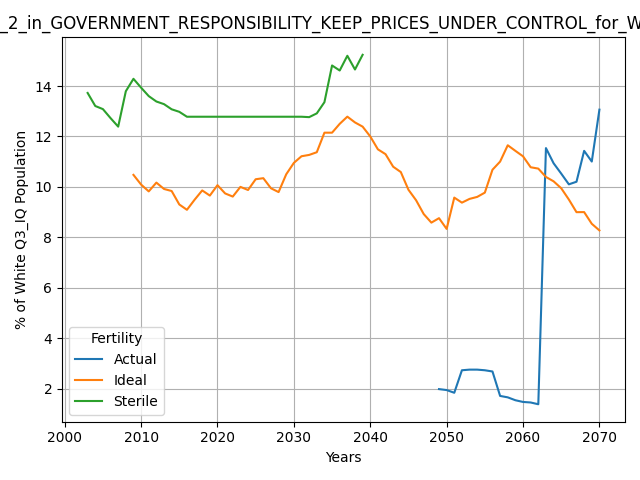 _2_in_GOVERNMENT_RESPONSIBILITY_KEEP_PRICES_UNDER_CONTROL_for_W
% of White Q3_IQ Population
14
12
10
8
6
4
2
Fertility
Actual
Ideal
Sterile
2000 2010 2020 2030 2040 2050 2060 2070
Years